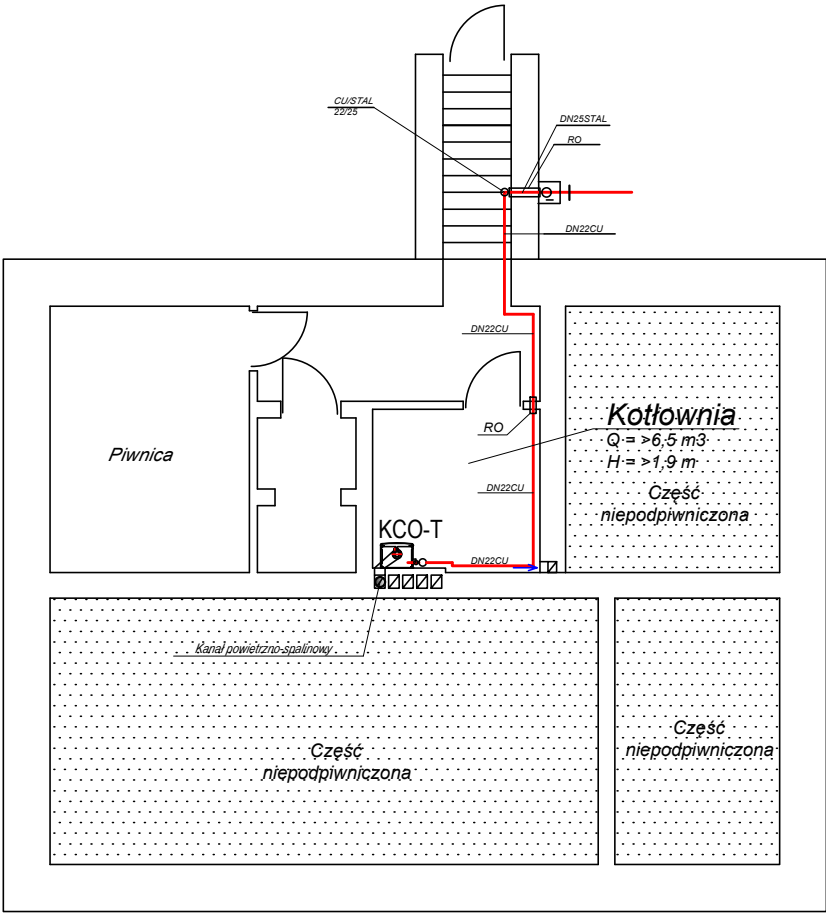 CU/STAL
22/25
DN25STAL
RO
DN22CU
DN22CU
Kotłownia
Q = >6,5 m3
H = >1,9 m
RO
Piwnica
DN22CU
Część
niepodpiwniczona
KCO-T
DN22CU
Kanał powietrzno-spalinowy
Część
niepodpiwniczona
Część
niepodpiwniczona